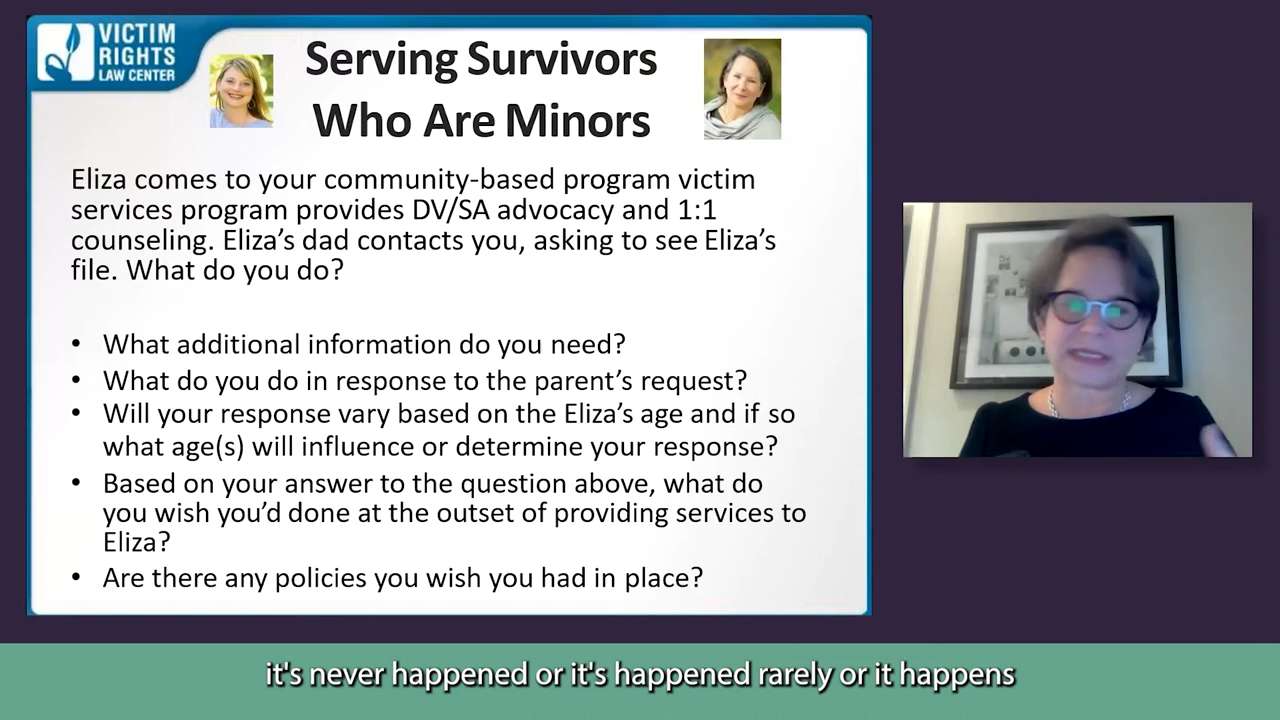 VICTIM
RIGHTS
LAW CENTER
Serving Survivors
Who Are Minors
Eliza comes to your community-based program victim
services program provides DV/SA advocacy and 1:1
counseling. Eliza's dad contacts you, asking to see Eliza's
file. What do you do?
• What additional information do you need?
• What do you do in response to the parent's request?
• Will your response vary based on the Eliza's age and if so
what age(s) will influence or determine your response?
• Based on your answer to the question above, what do
you wish you'd done at the outset of providing services to
Eliza?
• Are there any policies you wish you had in place?
it's never happened or it's happened rarely or it happens